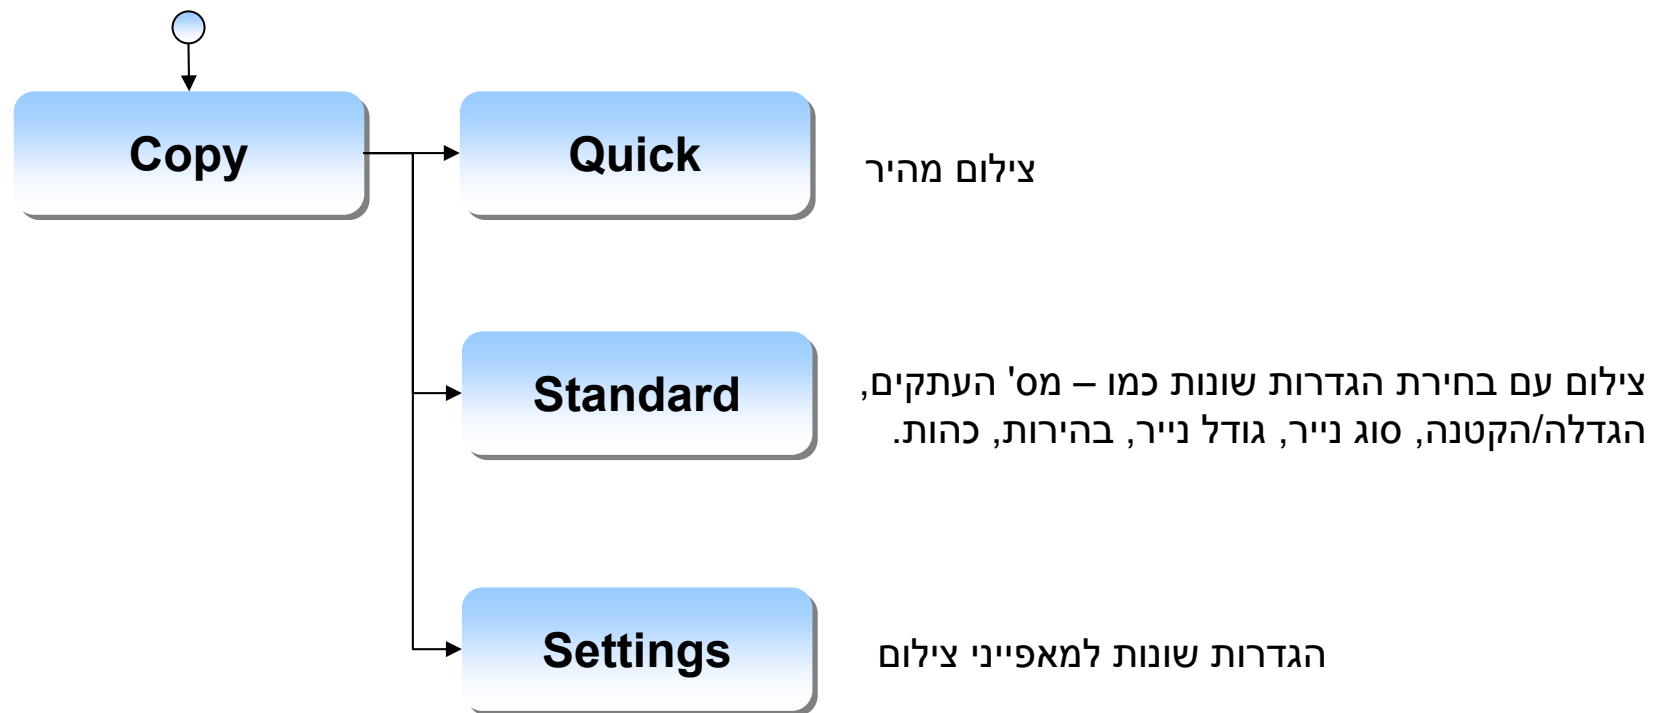 Copy
Quick
צילום מהיר
Standard
צילום עם בחירת הגדרות שונות כמו – מס' העתקים,
הגדלה/הקטנה, סוג נייר, גודל נייר, בהירות, כהות.
Settings
הגדרות שונות למאפייני צילום